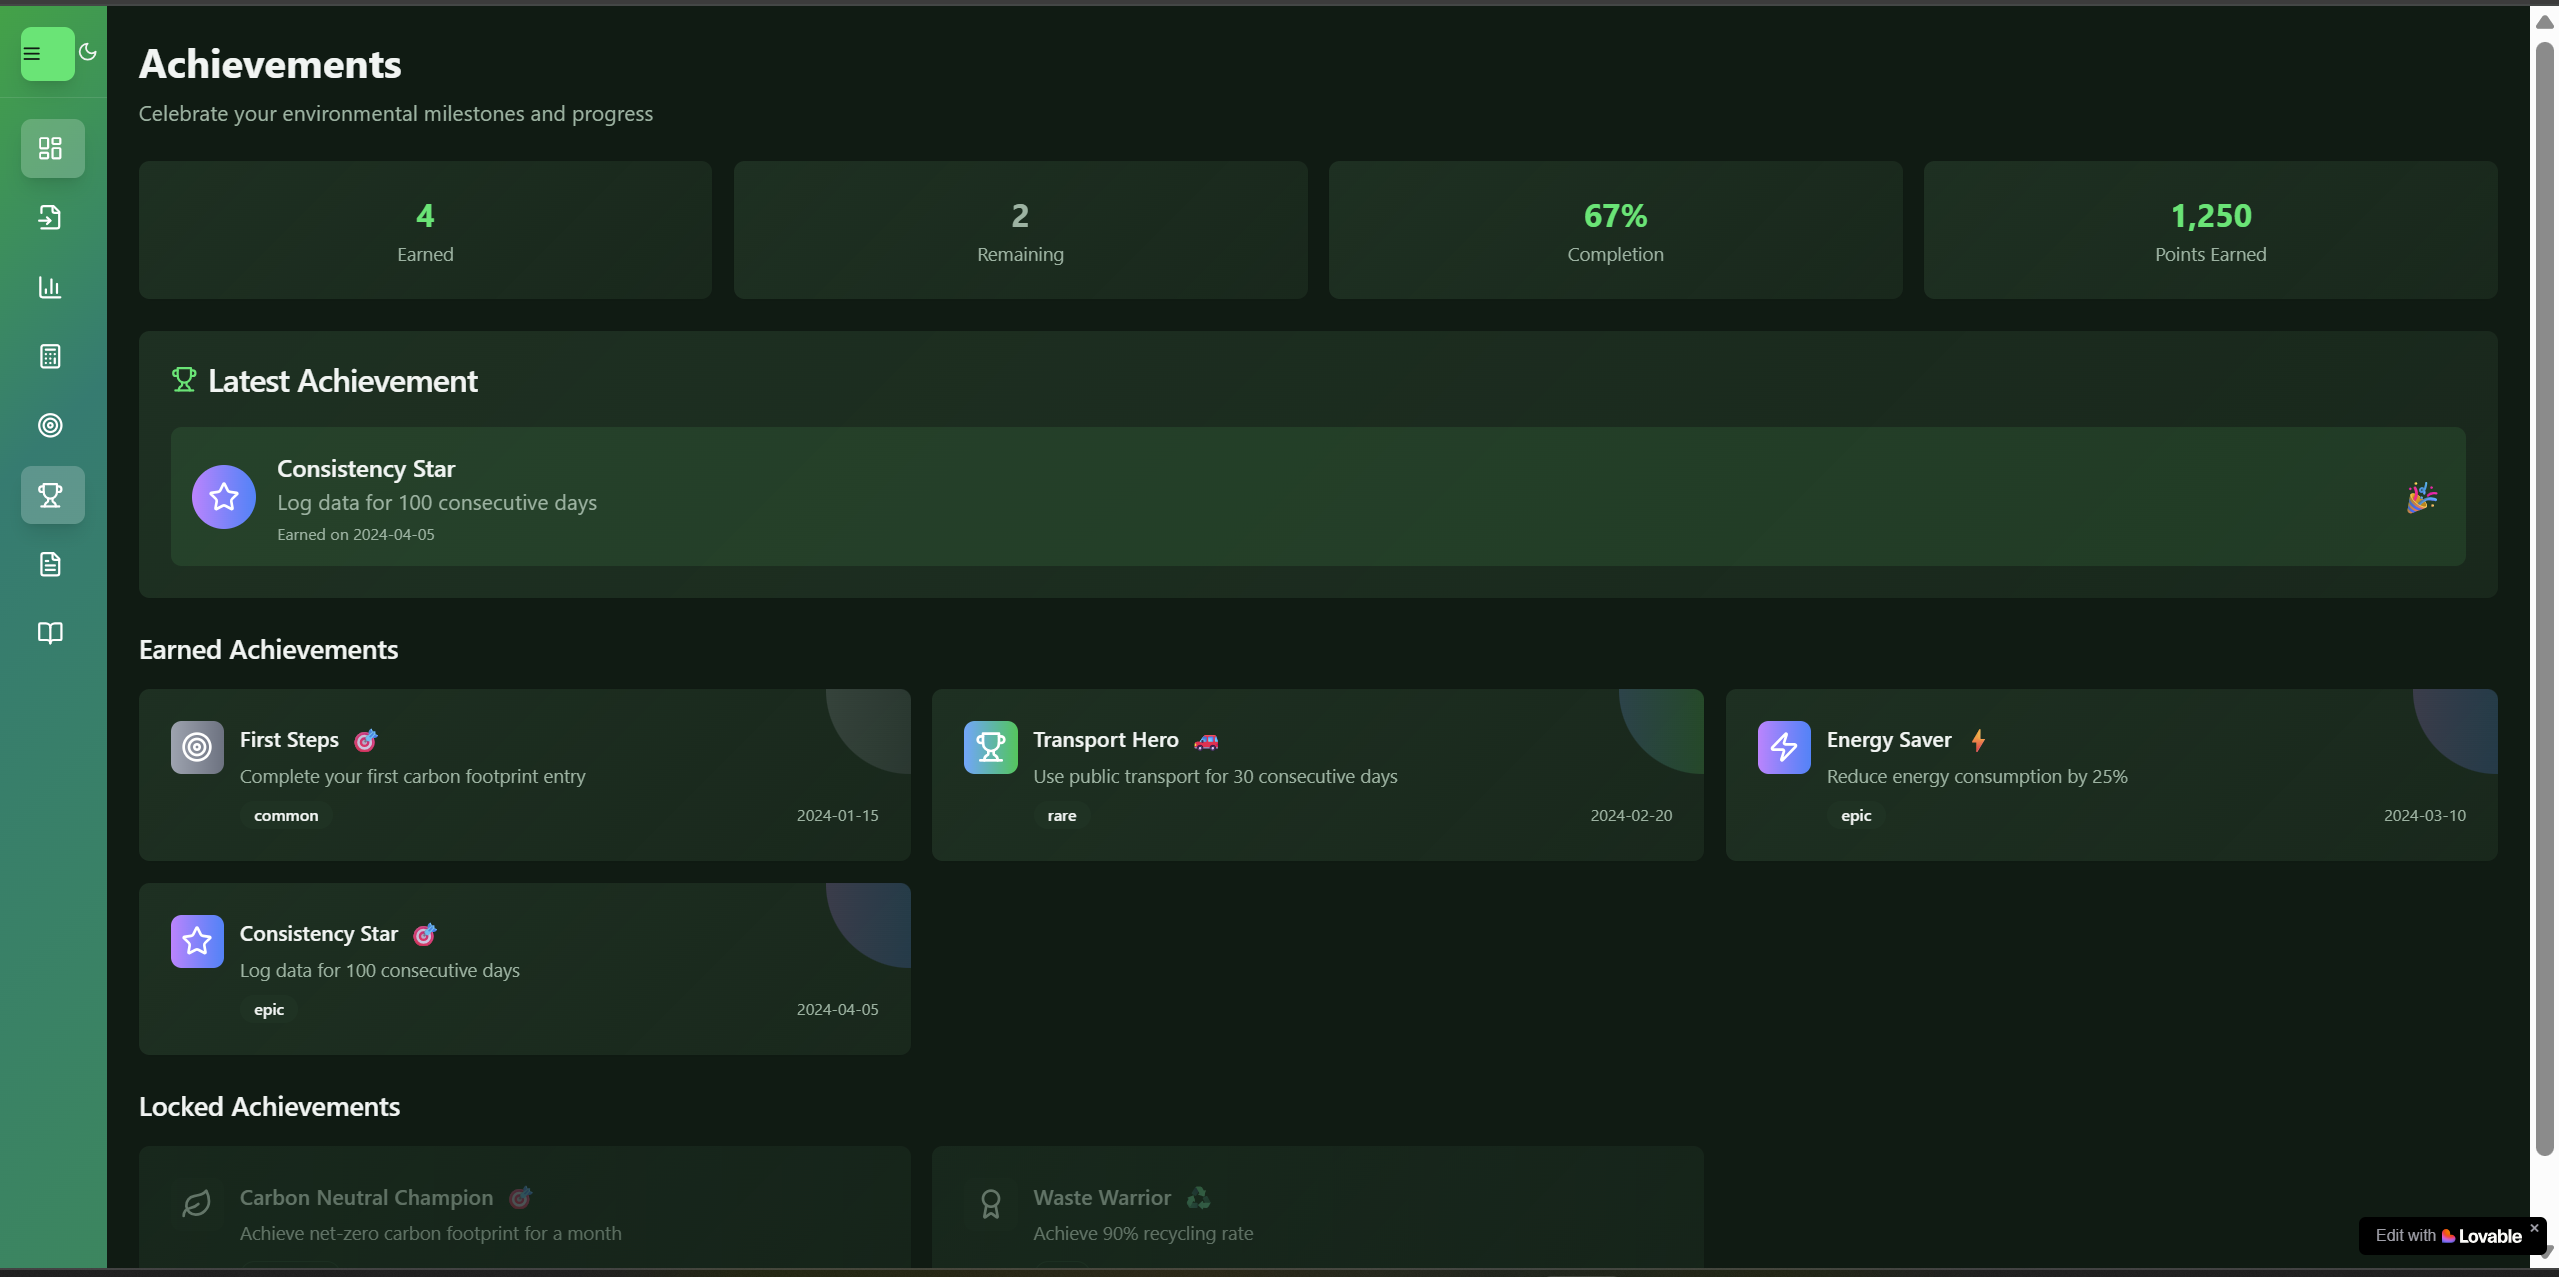 Achievements
Celebrate your environmental milestones and progress
4
Earned
2
Remaining
67%
Completion
1,250
Points Earned
Latest Achievement
Consistency Star
Log data for 100 consecutive days
Earned on 2024-04-05
Earned Achievements
First Steps
Complete your first carbon footprint entry
common
2024-01-15
Transport Hero
Use public transport for 30 consecutive days
rare
2024-02-20
Energy Saver
Reduce energy consumption by 25%
epic
2024-03-10
Consistency Star
Log data for 100 consecutive days
epic
2024-04-05
Locked Achievements
Carbon Neutral Champion
Achieve net-zero carbon footprint for a month
Waste Warrior
Achieve 90% recycling rate
Edit with Lovable